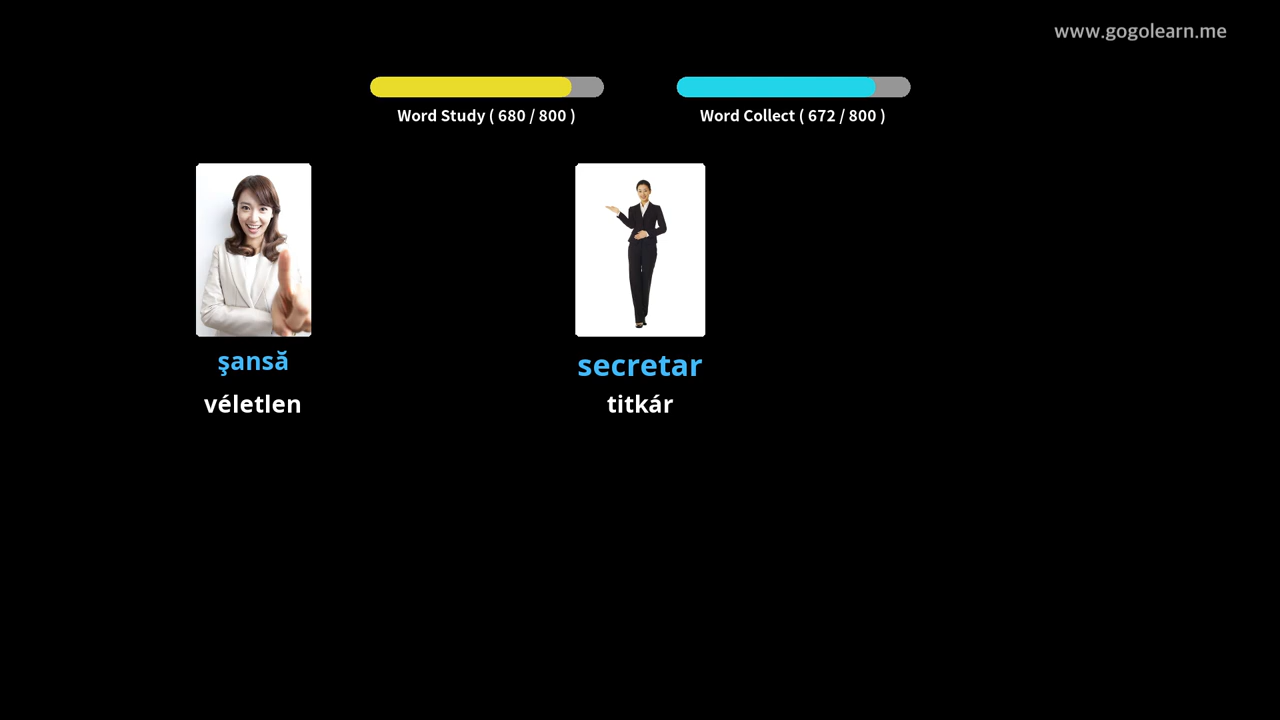 www.gogolearn.me
Word Study ( 680 / 800 )
Word Collect ( 672 / 800 )
şansă
secretar
véletlen
titkár